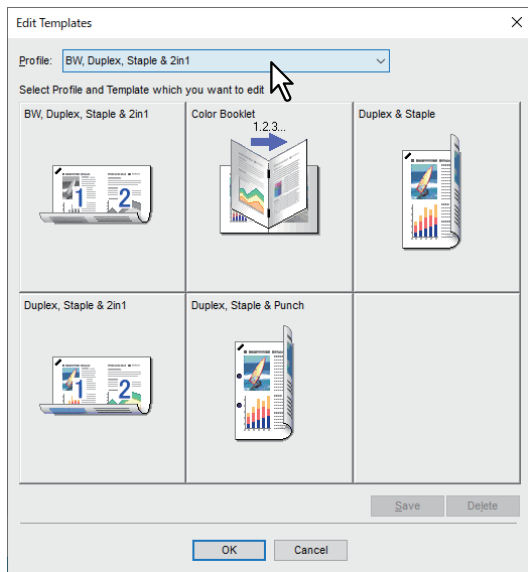 Edit Templates
Profile: BW, Duplex, Staple & 2in1
Select Profile and Template which you want to edit
BW, Duplex, Staple & 2in1
Color Booklet
Duplex & Staple
1.2.3...
1 2
Duplex, Staple & 2in1
Duplex, Staple & Punch
1 2
Save
Delete
OK
Cancel